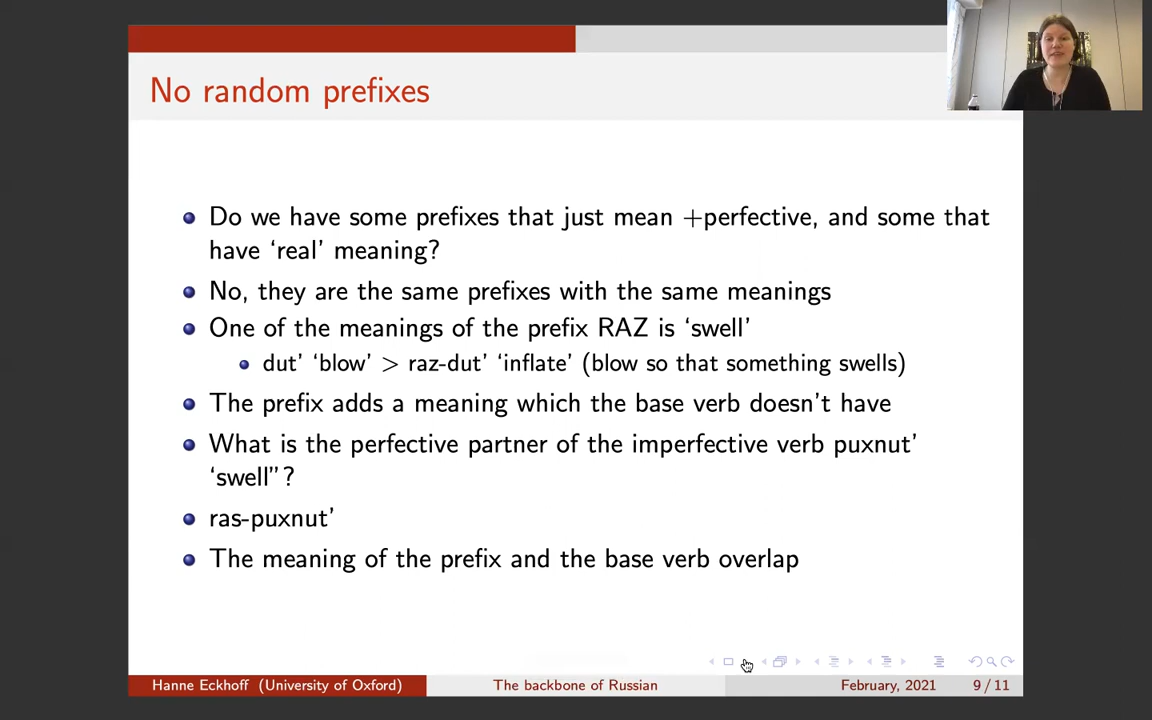 No random prefixes
Do we have some prefixes that just mean +perfective, and some that
have ‘real’ meaning?
No, they are the same prefixes with the same meanings
One of the meanings of the prefix RAZ is ‘swell’
dut’ ‘blow’ > raz-dut’ ‘inflate’ (blow so that something swells)
The prefix adds a meaning which the base verb doesn’t have
What is the perfective partner of the imperfective verb puxnut’
‘swell”?
ras-puxnut’
The meaning of the prefix and the base verb overlap
Hanne Eckhoff (University of Oxford) The backbone of Russian February, 2021 9 / 11